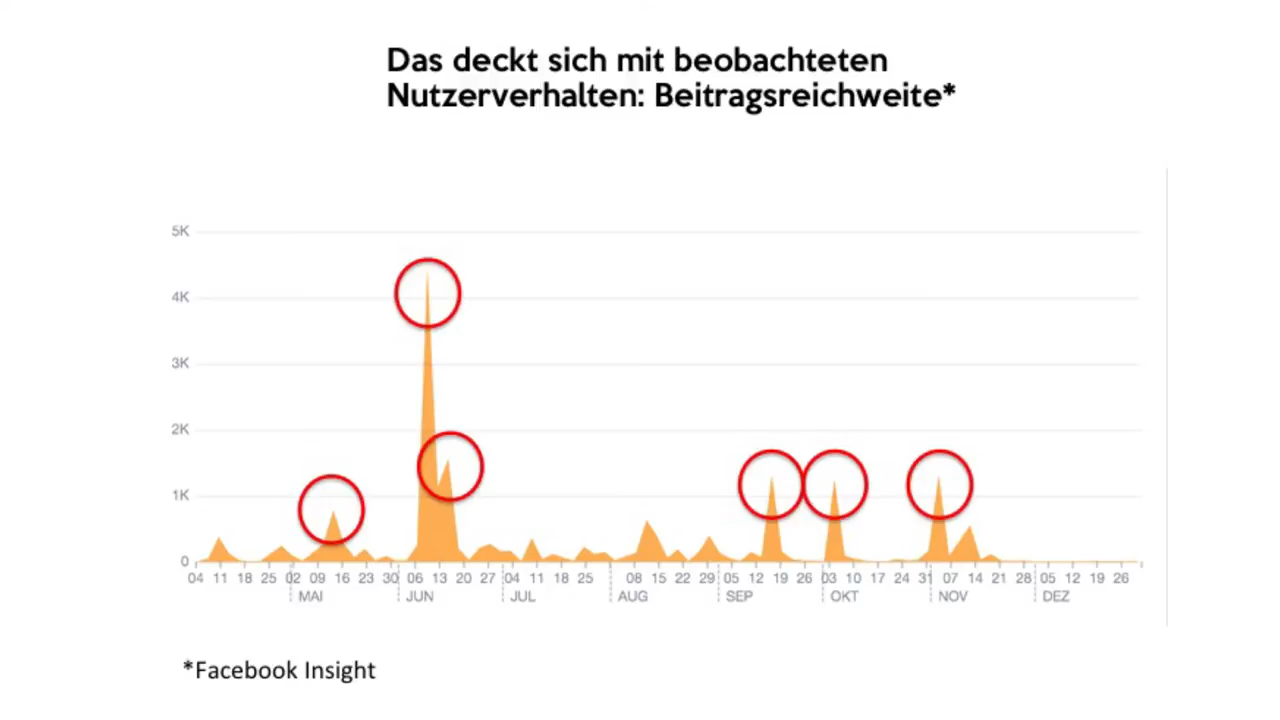 Das deckt sich mit beobachteten
Nutzerverhalten: Beitragsreichweite*
5K
4K
3K
2K
1K
0
04 11 18 25 02 09 16 23 30 06 13 20 27 04 11 18 25 08 15 22 29 05 12 19 26 03 10 17 24 31 07 14 21 28 05 12 19 26
MAI JUN JUL AUG SEP OKT NOV DEZ
*Facebook Insight